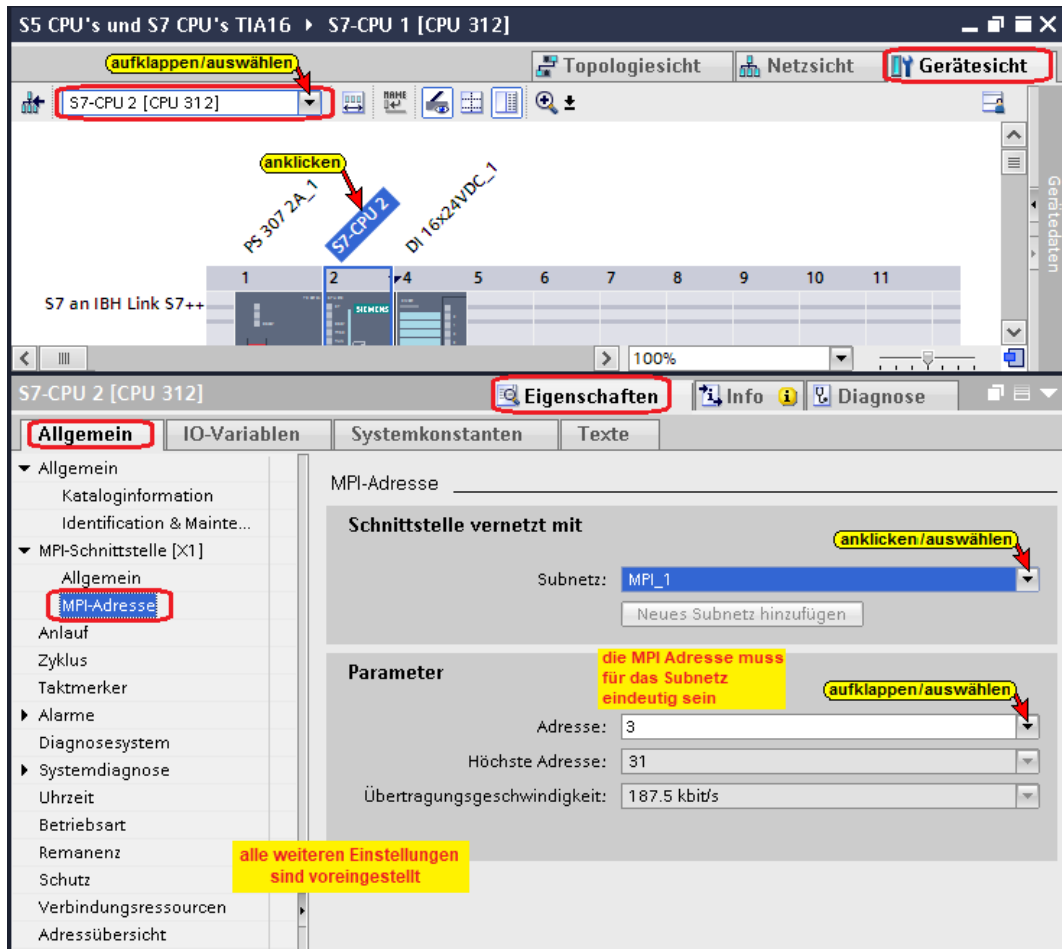 S5 CPU's und S7 CPU's TIA16 ▸ S7-CPU 1 [CPU 312]
aufklappen/auswählen
Topologiesicht
Netzsicht
Gerätesicht
S7-CPU 2 [CPU 312]
NAME
anklicken
PS 307 2A_1
S7-CPU 2
DI 16x24VDC_1
Gerätedaten
1 2 4 5 6 7 8 9 10 11
S7 an IBH Link S7++
SIEMENS
100%
S7-CPU 2 [CPU 312]
Eigenschaften
Info
Diagnose
Allgemein
IO-Variablen
Systemkonstanten
Texte
Allgemein
Kataloginformation
Identification & Mainte...
MPI-Schnittstelle [X1]
Allgemein
MPI-Adresse
Anlauf
Zyklus
Taktmerker
Alarme
Diagnosesystem
Systemdiagnose
Uhrzeit
Betriebsart
Remanenz
Schutz
Verbindungsressourcen
Adressübersicht
MPI-Adresse
Schnittstelle vernetzt mit
anklicken/auswählen
Subnetz: MPI_1
Neues Subnetz hinzufügen
Parameter
die MPI Adresse muss
für das Subnetz
eindeutig sein
aufklappen/auswählen
Adresse: 3
Höchste Adresse: 31
Übertragungsgeschwindigkeit: 187.5 kbit/s
alle weiteren Einstellungen
sind voreingestellt